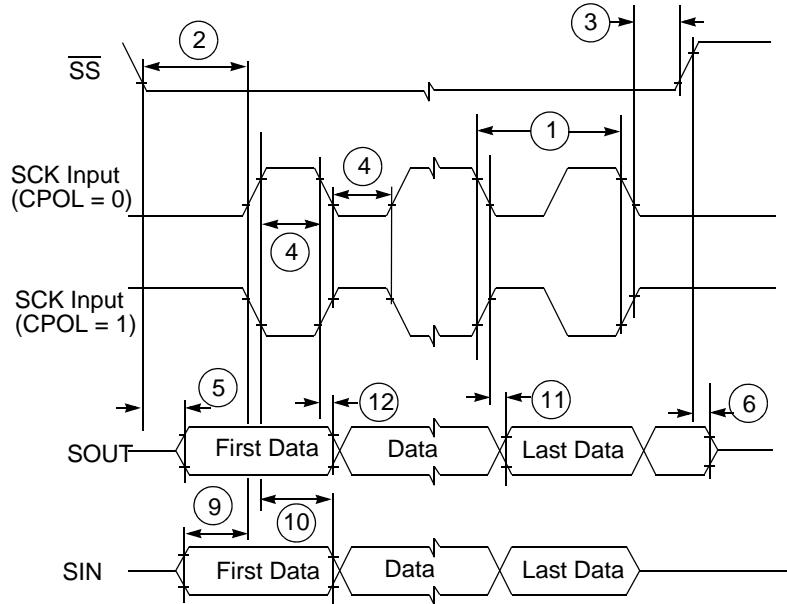 3
2
SS
1
SCK Input
(CPOL = 0)
4
4
SCK Input
(CPOL = 1)
5
12
11
6
SOUT
First Data
Data
Last Data
9
10
SIN
First Data
Data
Last Data